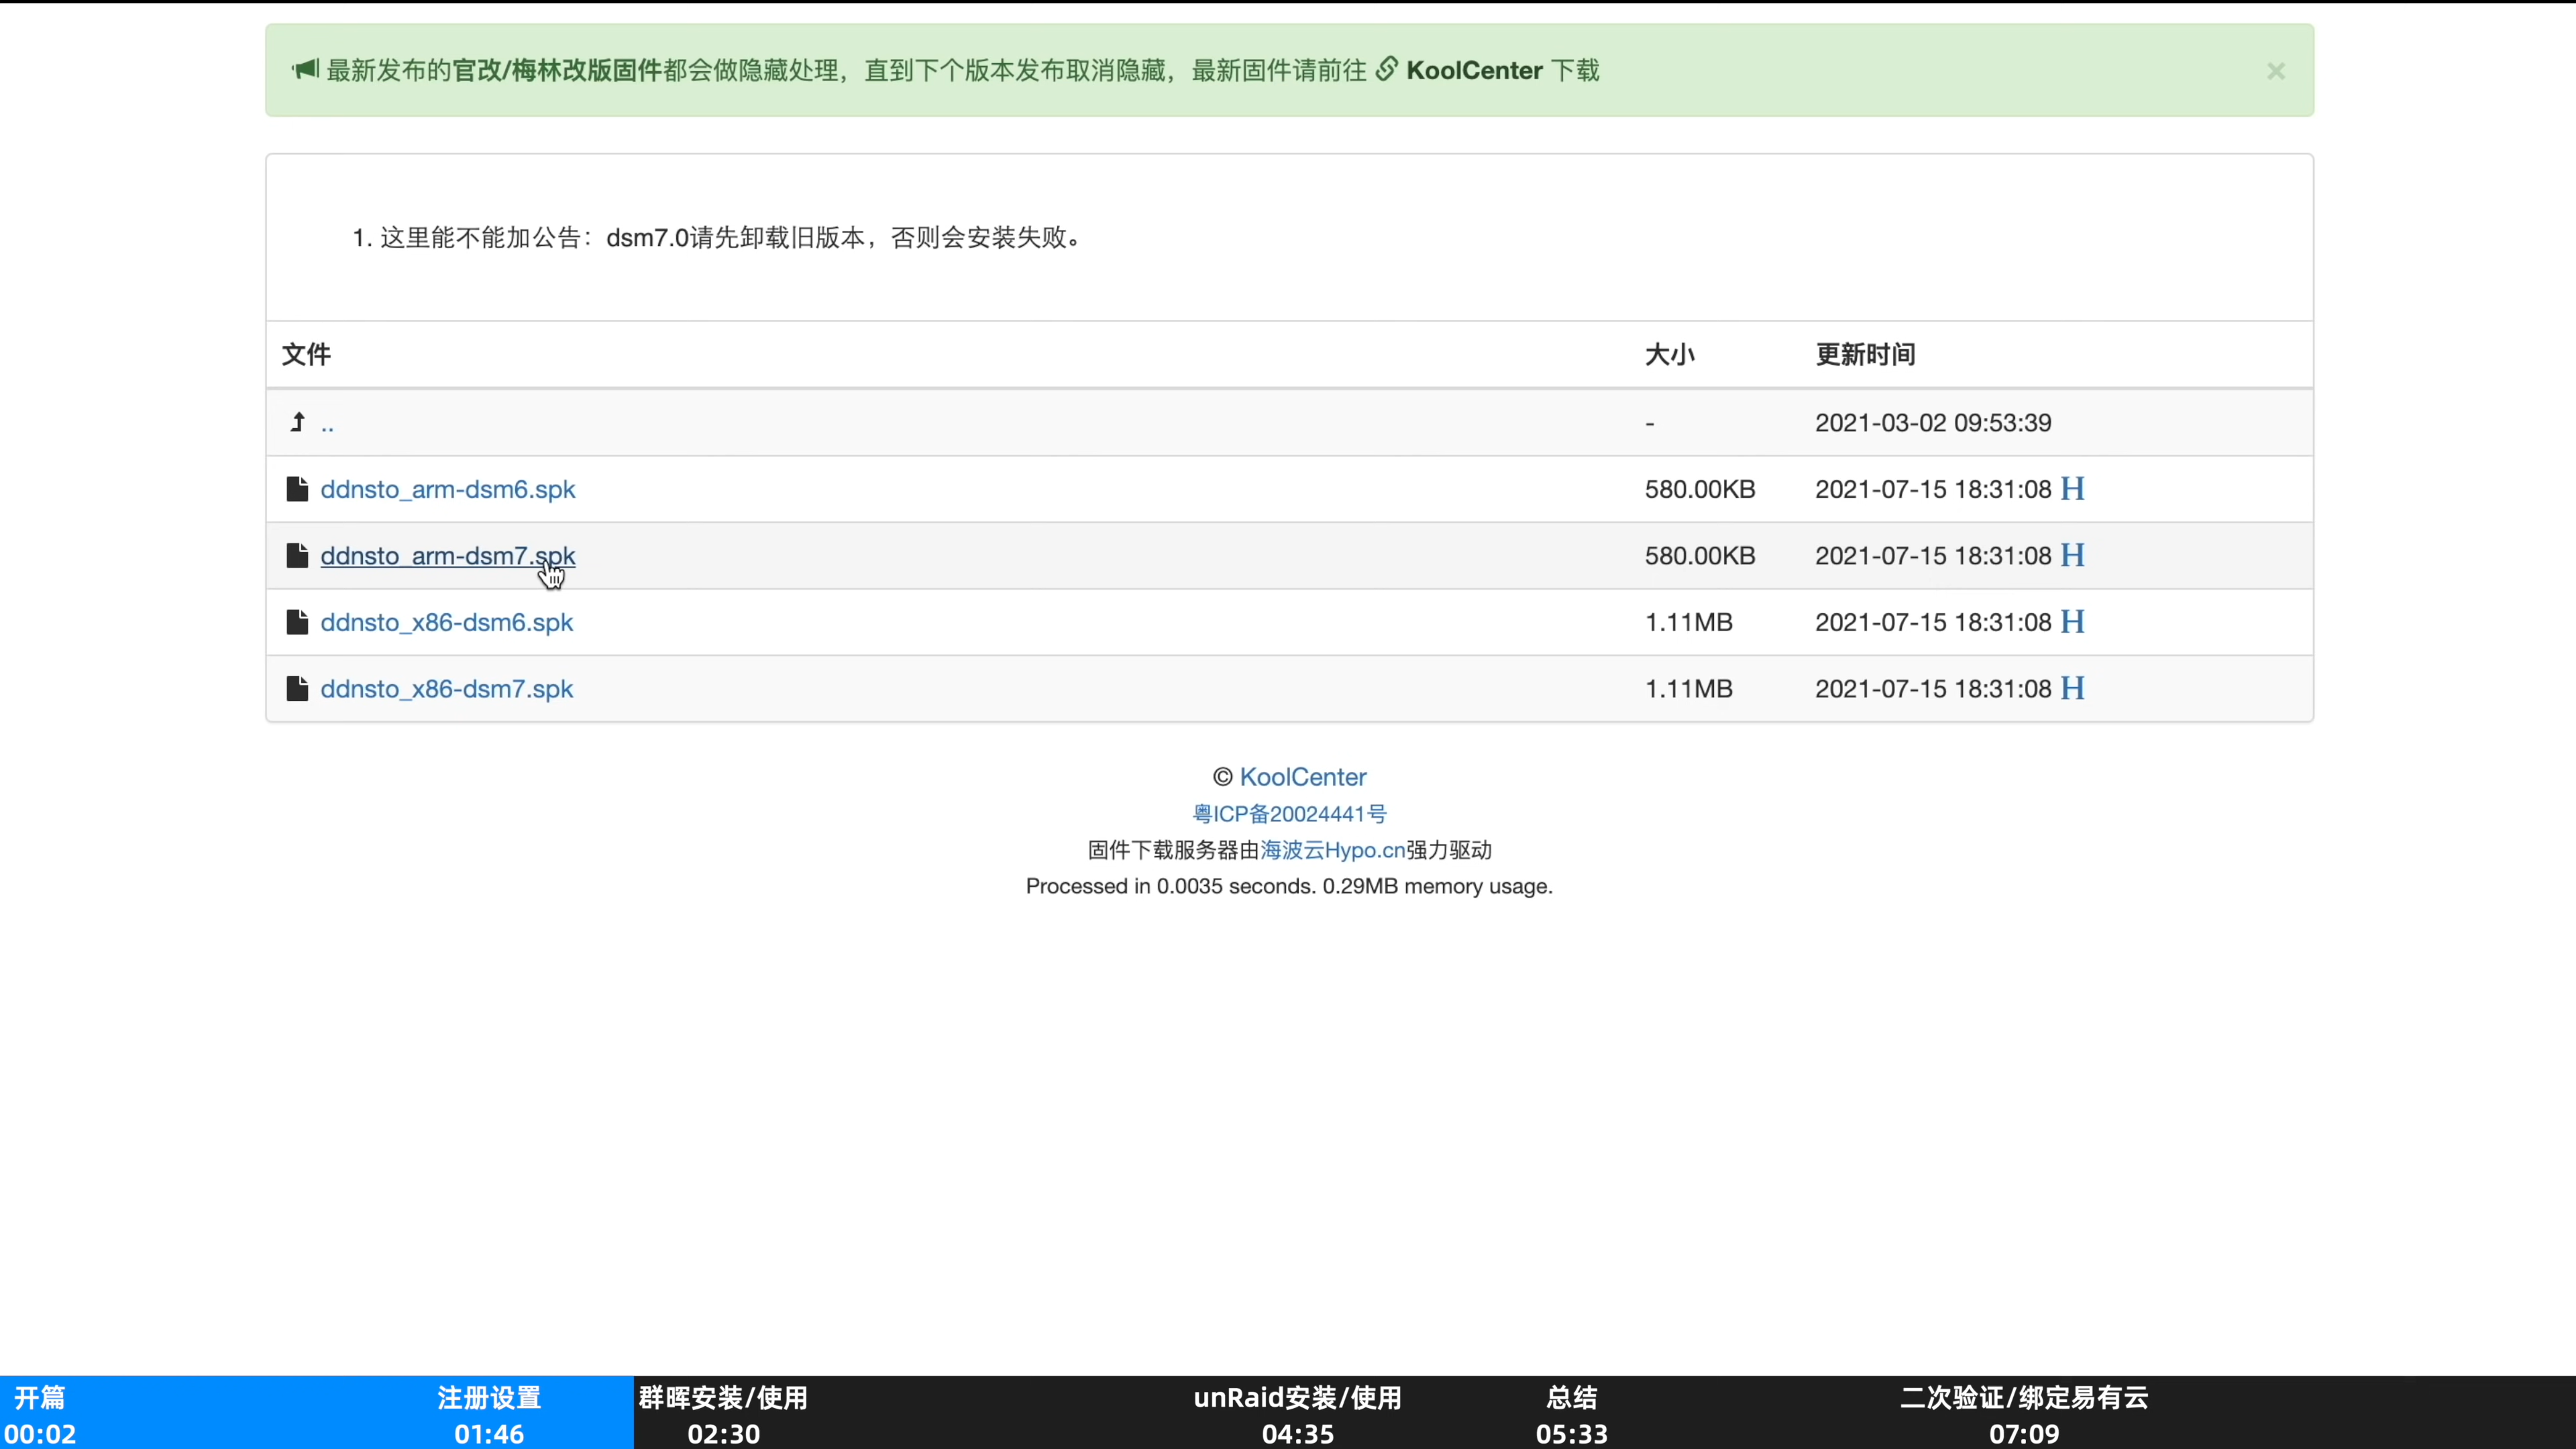 最新发布的官改/梅林改版固件都会做隐藏处理，直到下个版本发布取消隐藏，最新固件请前往 KoolCenter 下载 ×
1. 这里能不能加公告：dsm7.0请先卸载旧版本，否则会安装失败。
文件 大小 更新时间
.. - 2021-03-02 09:53:39
ddnsto_arm-dsm6.spk 580.00KB 2021-07-15 18:31:08 H
ddnsto_arm-dsm7.spk 580.00KB 2021-07-15 18:31:08 H
ddnsto_x86-dsm6.spk 1.11MB 2021-07-15 18:31:08 H
ddnsto_x86-dsm7.spk 1.11MB 2021-07-15 18:31:08 H
© KoolCenter
粤ICP备20024441号
固件下载服务器由海波云Hypo.cn强力驱动
Processed in 0.0035 seconds. 0.29MB memory usage.
开篇 注册设置 群晖安装/使用 unRaid安装/使用 总结 二次验证/绑定易有云
00:02 01:46 02:30 04:35 05:33 07:09